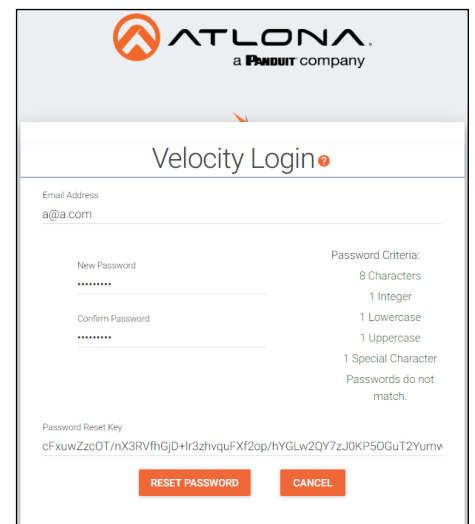 ATLONA.
a PANDUIT company
Velocity Login ?
Email Address
a@a.com
New Password
•••••••••
Confirm Password
•••••••••
Password Criteria:
8 Characters
1 Integer
1 Lowercase
1 Uppercase
1 Special Character
Passwords do not
match.
Password Reset Key
cFxuwZzcOT/nX3RVfhGjD+lr3zhvquFXf2op/hYGLw2QY7zJ0KP5OGuT2Yumw
RESET PASSWORD
CANCEL